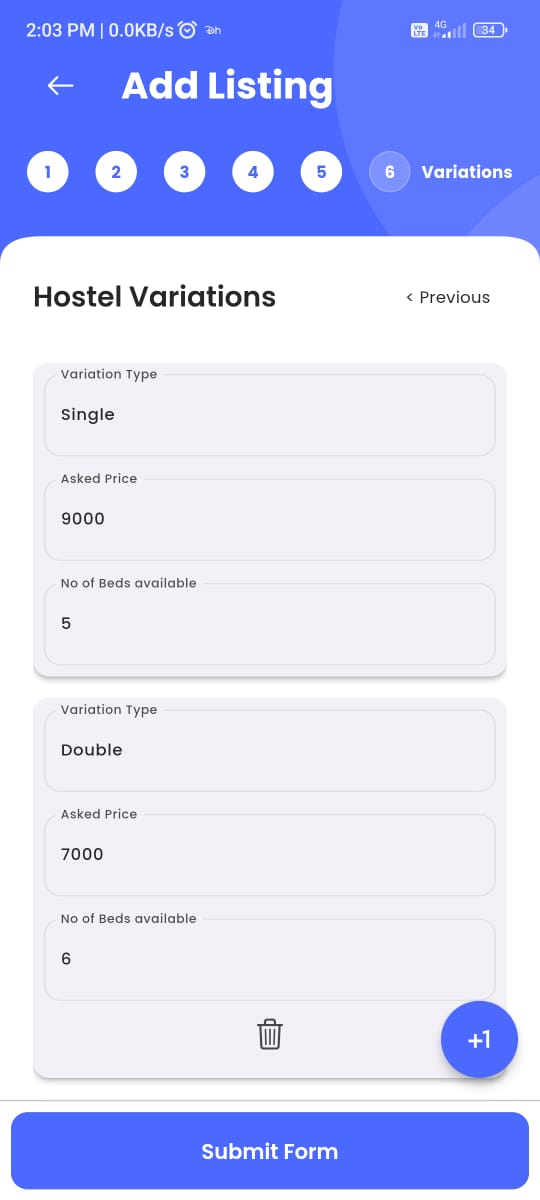 2:03 PM | 0.0KB/s
Vo LTE 4G 34
Add Listing
1 2 3 4 5 6 Variations
Hostel Variations
< Previous
Variation Type
Single
Asked Price
9000
No of Beds available
5
Variation Type
Double
Asked Price
7000
No of Beds available
6
+1
Submit Form